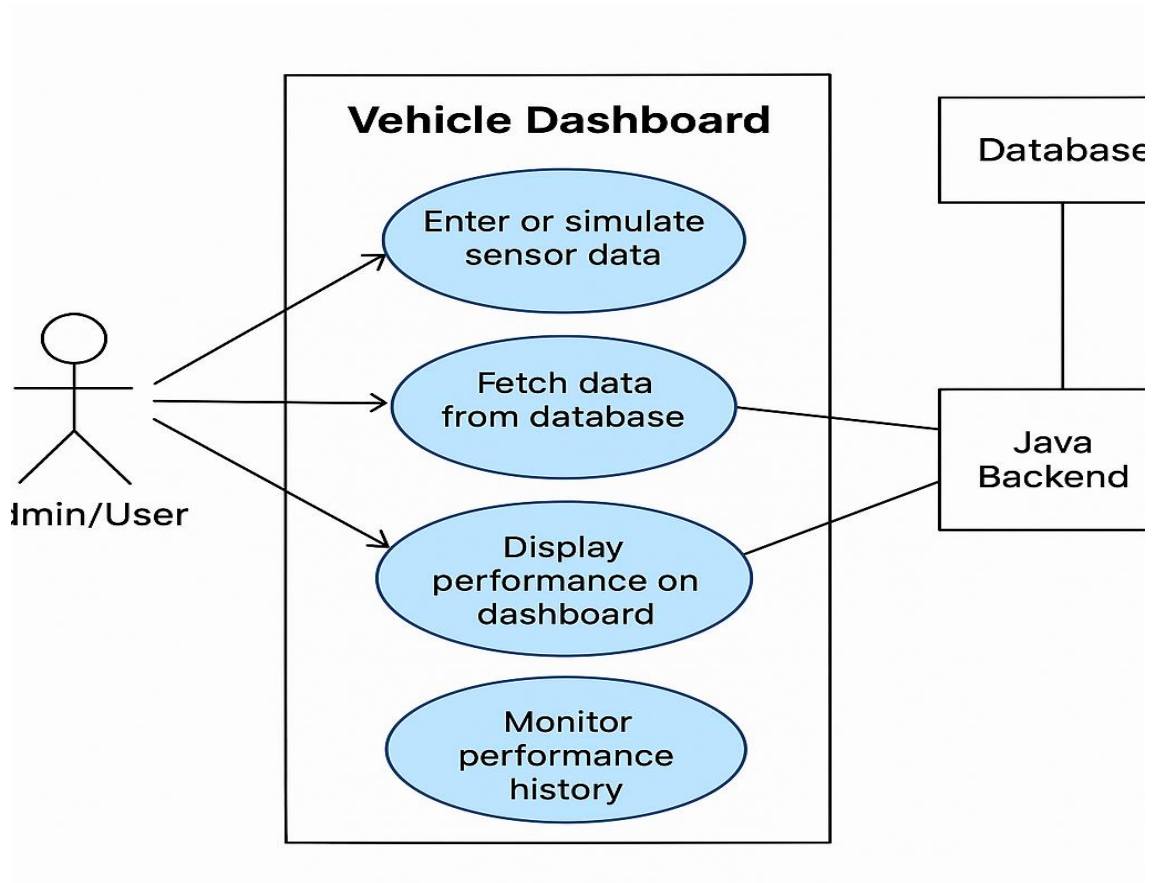 Vehicle Dashboard
Enter or simulate
sensor data
Fetch data
from database
Display
performance on
dashboard
Monitor
performance
history
dmin/User
Database
Java
Backend